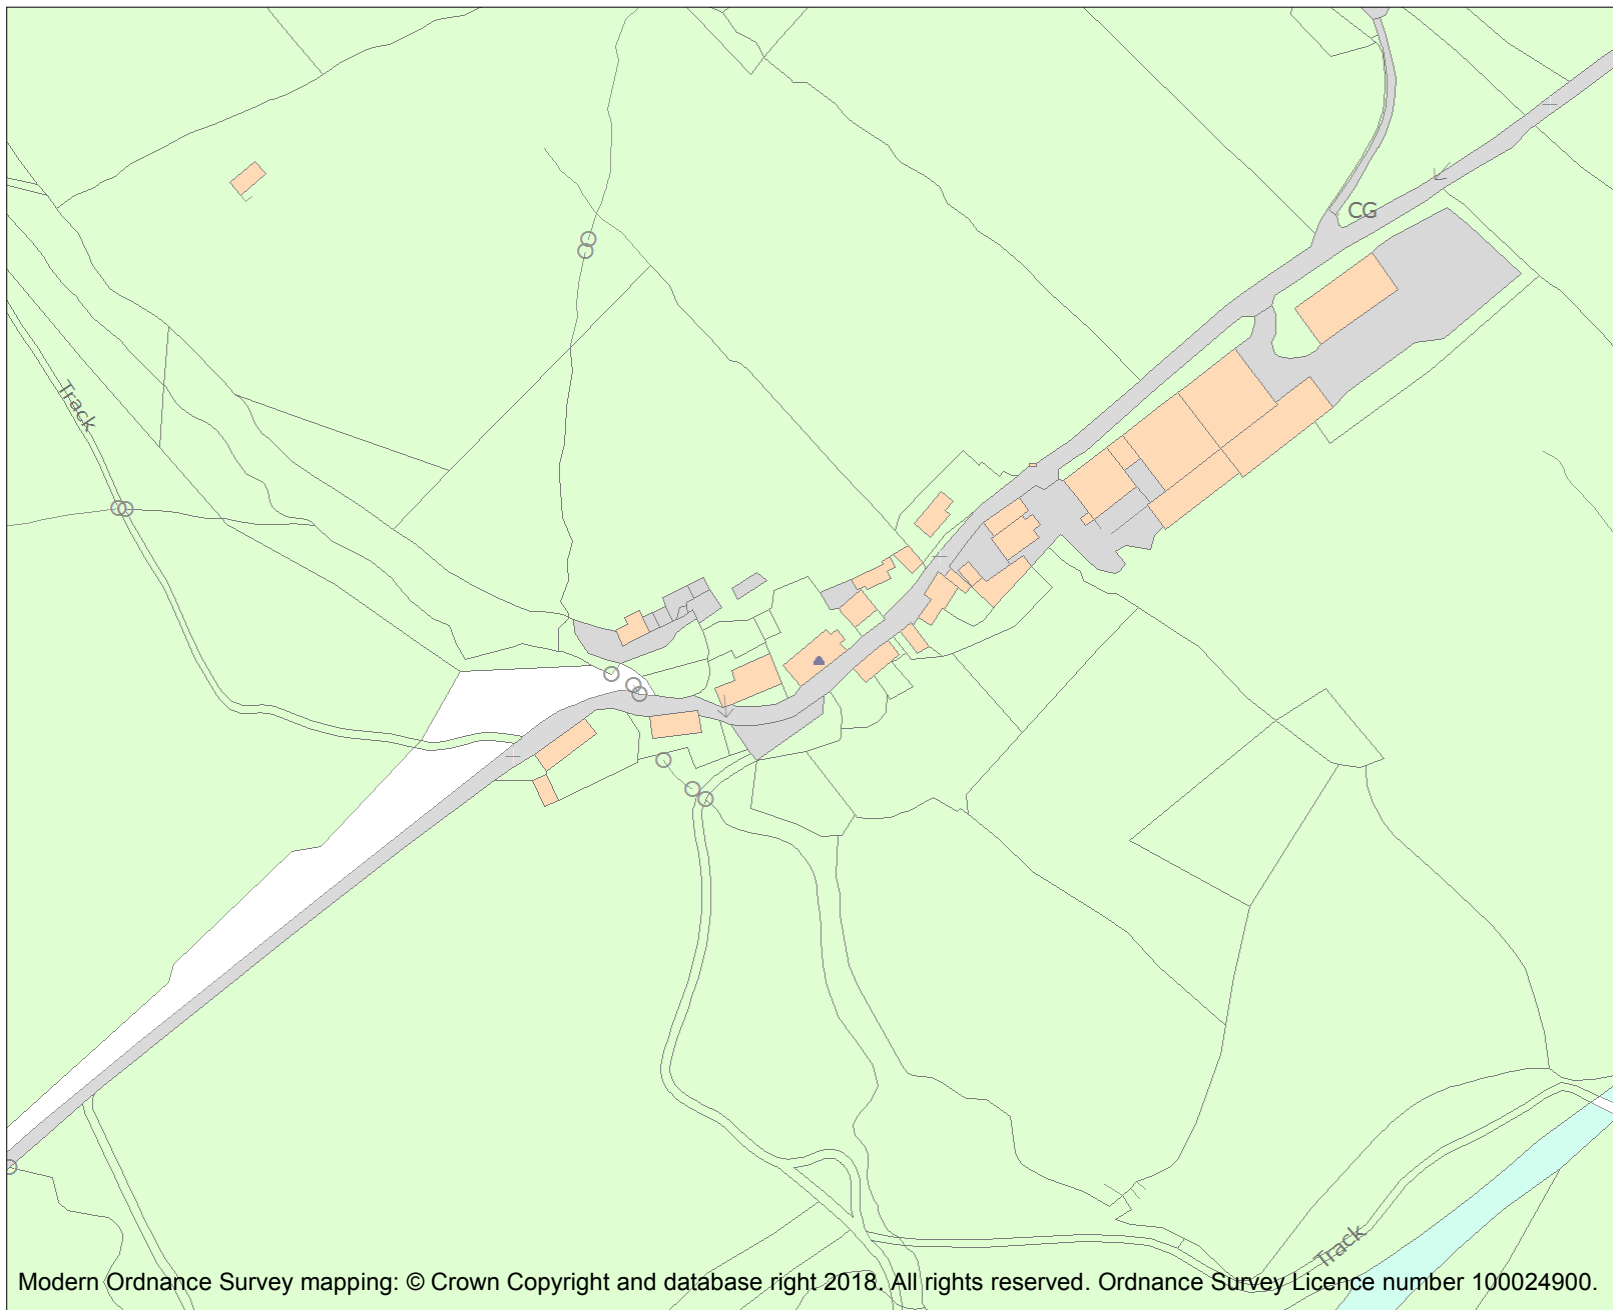 CG
Track
Track
Modern Ordnance Survey mapping: © Crown Copyright and database right 2018. All rights reserved. Ordnance Survey Licence number 100024900.